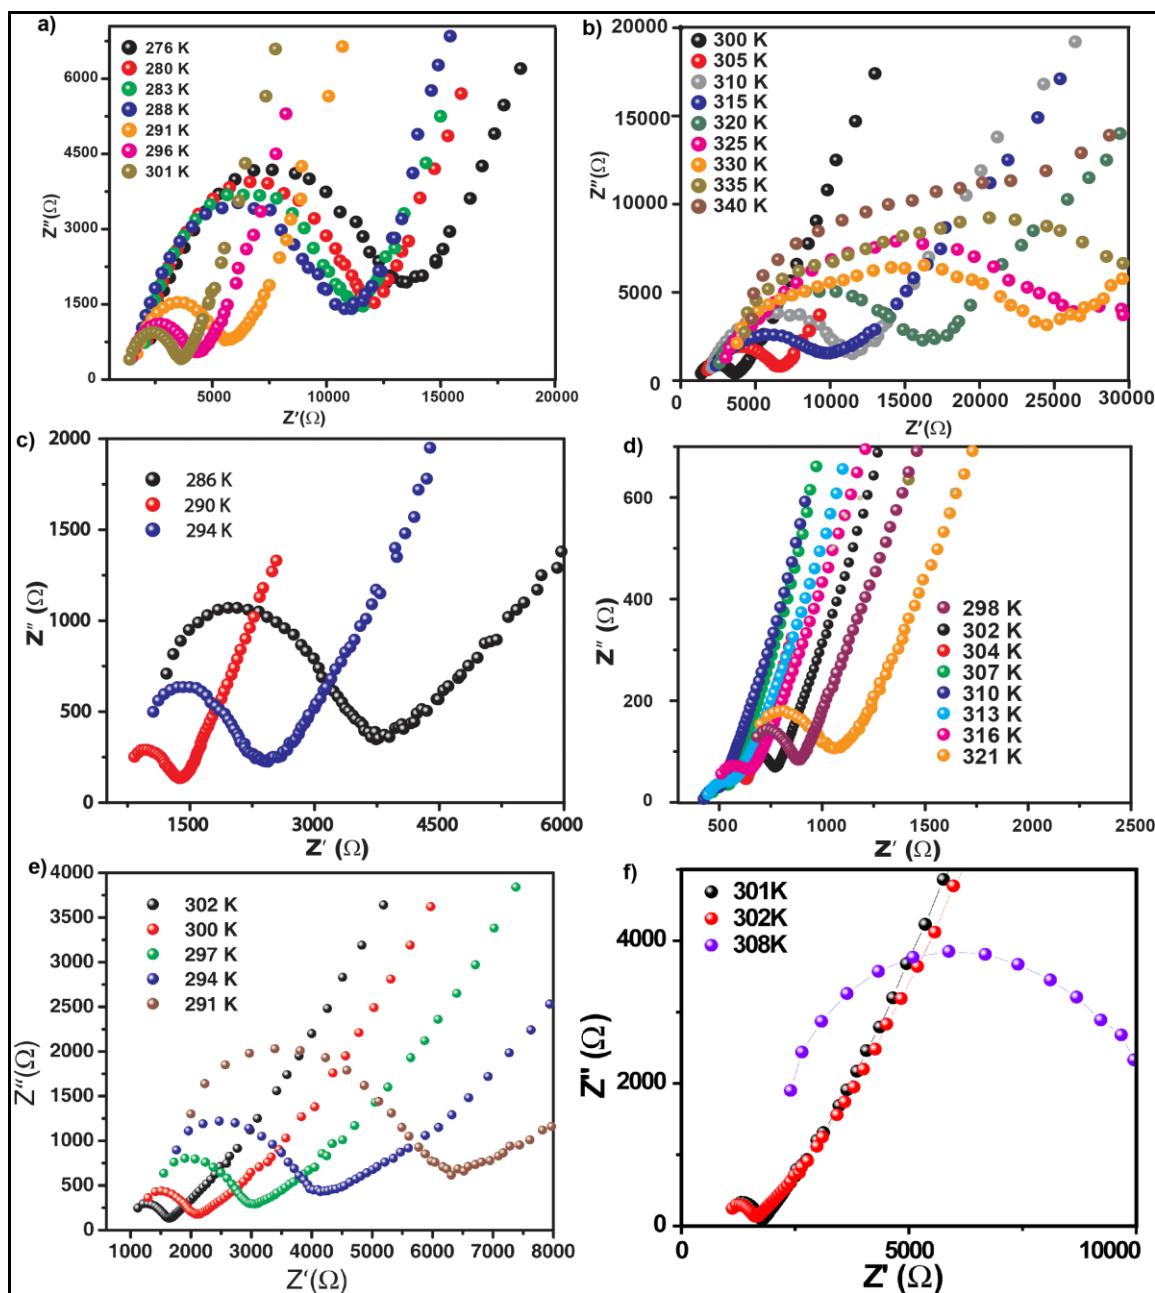 a)
276 K
280 K
283 K
288 K
291 K
296 K
301 K
6000
4500
3000
1500
0
Z″(Ω)
5000 10000 15000 20000
Z′(Ω)
b)
300 K
305 K
310 K
315 K
320 K
325 K
330 K
335 K
340 K
20000
15000
10000
5000
0
Z″(Ω)
0 5000 10000 15000 20000 25000 30000
Z′(Ω)
c)
286 K
290 K
294 K
2000
1500
1000
500
0
Z″ (Ω)
1500 3000 4500 6000
Z′ (Ω)
d)
298 K
302 K
304 K
307 K
310 K
313 K
316 K
321 K
600
400
200
0
Z″ (Ω)
500 1000 1500 2000 2500
Z′ (Ω)
e)
302 K
300 K
297 K
294 K
291 K
4000
3500
3000
2500
2000
1500
1000
500
0
Z″(Ω)
1000 2000 3000 4000 5000 6000 7000 8000
Z′(Ω)
f)
301K
302K
308K
4000
2000
0
Z″ (Ω)
0 5000 10000
Z′ (Ω)